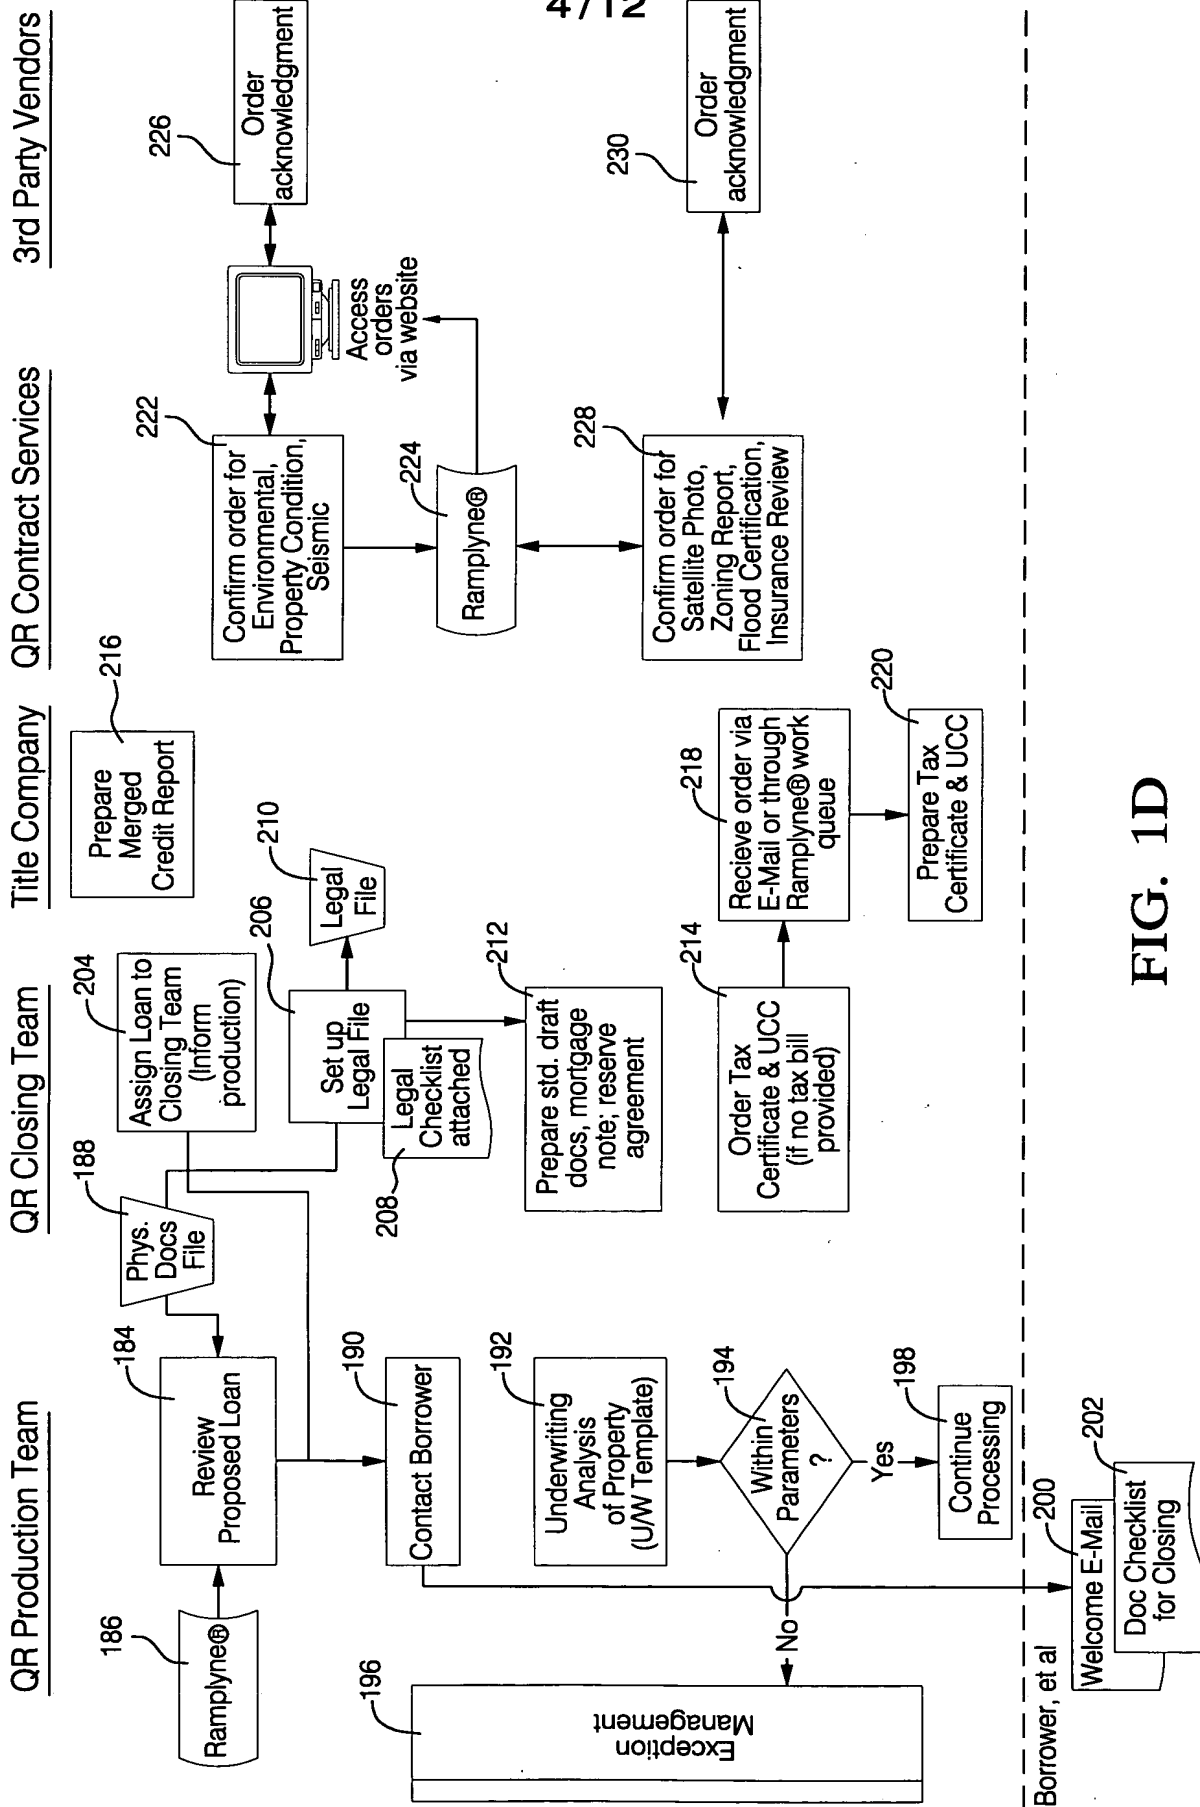 4/12
QR Production Team
QR Closing Team
Title Company
QR Contract Services
3rd Party Vendors
186
Ramplyne®
184
Review
Proposed Loan
188
Phys.
Docs
File
190
Contact Borrower
192
Underwriting
Analysis
of Property
(U/W Template)
194
Within
Parameters
?
No
Yes
196
Exception
Management
198
Continue
Processing
204
Assign Loan to
Closing Team
(Inform
production)
206
Set up
Legal File
208
Legal
Checklist
attached
210
Legal
File
212
Prepare std. draft
docs, mortgage
note; reserve
agreement
214
Order Tax
Certificate & UCC
(if no tax bill
provided)
216
Prepare
Merged
Credit Report
218
Recieve order via
E-Mail or through
Ramplyne® work
queue
220
Prepare Tax
Certificate & UCC
222
Confirm order for
Environmental,
Property Condition,
Seismic
224
Ramplyne®
Access
orders
via website
226
Order
acknowledgment
228
Confirm order for
Satellite Photo,
Zoning Report,
Flood Certification,
Insurance Review
230
Order
acknowledgment
Borrower, et al
200
Welcome E-Mail
202
Doc Checklist
for Closing
FIG. 1D